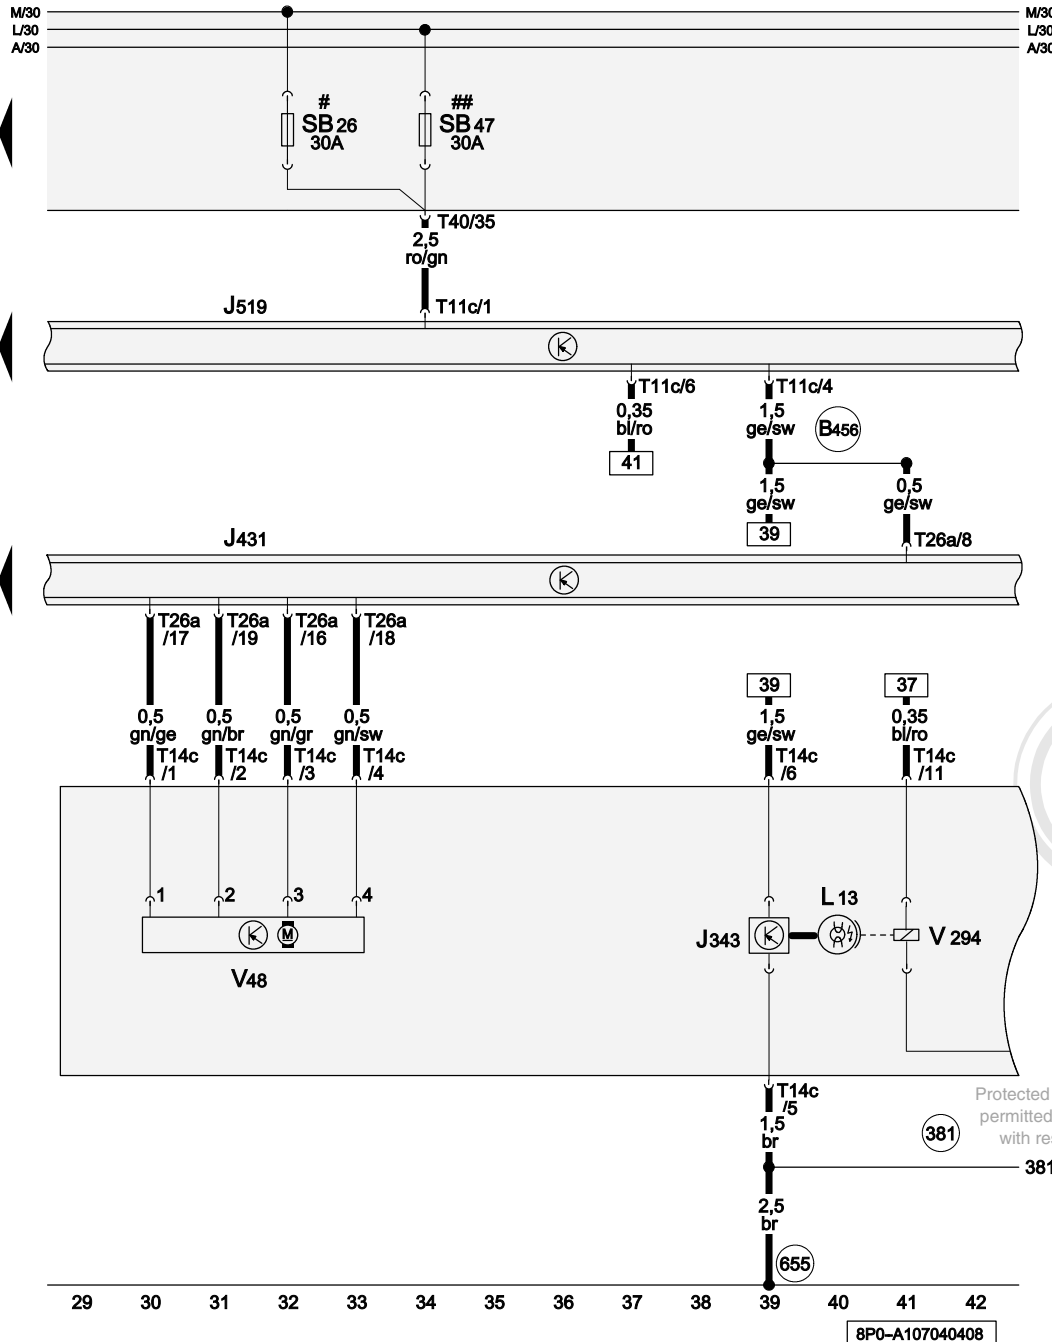 M/30 M/30
L/30 L/30
A/30 A/30
# ##
SB 26 SB 47
30A 30A
T40/35
2,5
ro/gn
J519 T11c/1
T11c/6 T11c/4
0,35 1,5
bl/ro ge/sw B456
41
1,5 0,5
ge/sw ge/sw
39
J431 T26a/8
T26a T26a T26a T26a
/17 /19 /16 /18
39 37
0,5 0,5 0,5 0,5 1,5 0,35
gn/ge gn/br gn/gr gn/sw ge/sw bl/ro
T14c T14c T14c T14c T14c T14c
/1 /2 /3 /4 /6 /11
1 2 3 4
L 13
M
J343 V 294
V48
T14c
/5
Protected
1,5
permitted
br 381
with res
381
2,5
br
655
29 30 31 32 33 34 35 36 37 38 39 40 41 42
8P0-A107040408